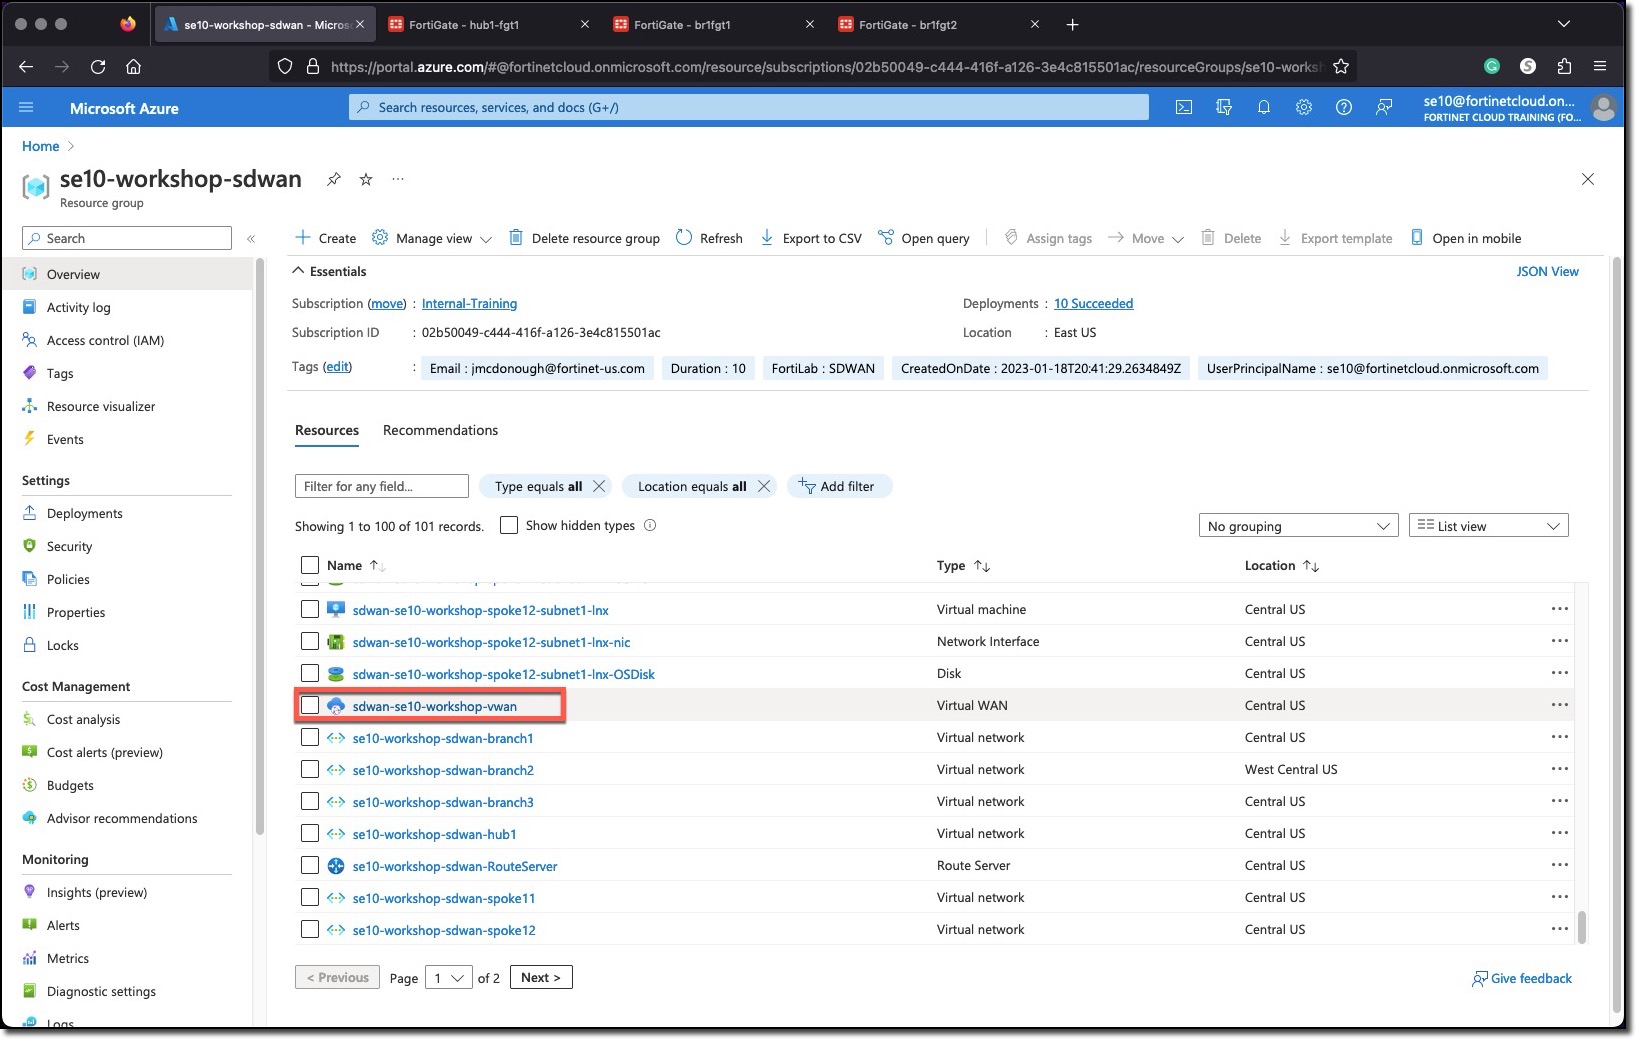 se10-workshop-sdwan - Micros
FortiGate - hub1-fgt1
FortiGate - br1fgt1
FortiGate - br1fgt2
https://portal.azure.com/#@fortinetcloud.onmicrosoft.com/resource/subscriptions/02b50049-c444-416f-a126-3e4c815501ac/resourceGroups/se10-worksh
Microsoft Azure
Search resources, services, and docs (G+/)
se10@fortinetcloud.on...
FORTINET CLOUD TRAINING (FO...
Home >
se10-workshop-sdwan
Resource group
Search
Overview
Activity log
Access control (IAM)
Tags
Resource visualizer
Events
Settings
Deployments
Security
Policies
Properties
Locks
Cost Management
Cost analysis
Cost alerts (preview)
Budgets
Advisor recommendations
Monitoring
Insights (preview)
Alerts
Metrics
Diagnostic settings
Logs
Create Manage view Delete resource group Refresh Export to CSV Open query Assign tags Move Delete Export template Open in mobile
Essentials
JSON View
Subscription (move) : Internal-Training
Deployments : 10 Succeeded
Subscription ID : 02b50049-c444-416f-a126-3e4c815501ac
Location : East US
Tags (edit) : Email : jmcdonough@fortinet-us.com Duration : 10 FortiLab : SDWAN CreatedOnDate : 2023-01-18T20:41:29.2634849Z UserPrincipalName : se10@fortinetcloud.onmicrosoft.com
Resources Recommendations
Filter for any field... Type equals all Location equals all Add filter
Showing 1 to 100 of 101 records. Show hidden types
No grouping List view
Name Type Location
sdwan-se10-workshop-spoke12-subnet1-lnx Virtual machine Central US
sdwan-se10-workshop-spoke12-subnet1-lnx-nic Network Interface Central US
sdwan-se10-workshop-spoke12-subnet1-lnx-OSDisk Disk Central US
sdwan-se10-workshop-vwan Virtual WAN Central US
se10-workshop-sdwan-branch1 Virtual network Central US
se10-workshop-sdwan-branch2 Virtual network West Central US
se10-workshop-sdwan-branch3 Virtual network Central US
se10-workshop-sdwan-hub1 Virtual network Central US
se10-workshop-sdwan-RouteServer Route Server Central US
se10-workshop-sdwan-spoke11 Virtual network Central US
se10-workshop-sdwan-spoke12 Virtual network Central US
< Previous Page 1 of 2 Next >
Give feedback